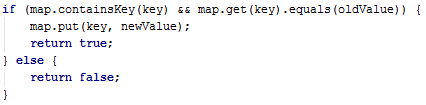 if (map.containsKey(key) && map.get(key).equals(oldValue)) {
    map.put(key, newValue);
    return true;
} else {
    return false;
}